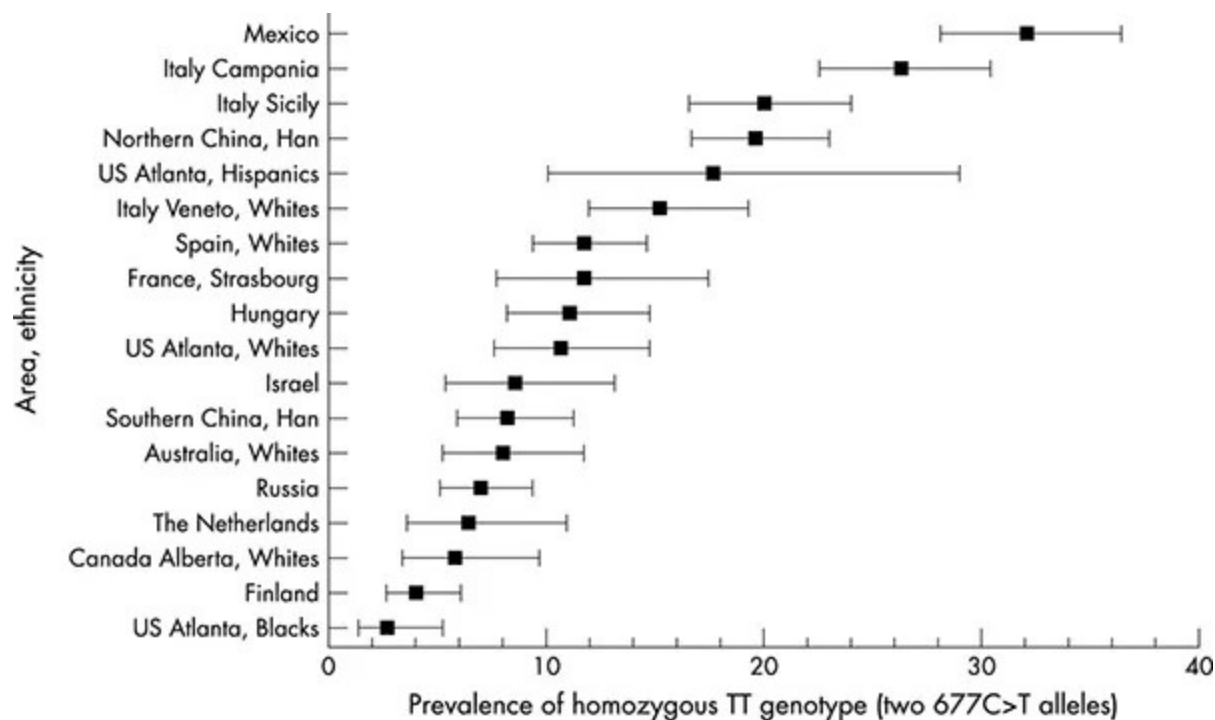 Mexico
Italy Campania
Italy Sicily
Northern China, Han
US Atlanta, Hispanics
Italy Veneto, Whites
Spain, Whites
France, Strasbourg
Hungary
US Atlanta, Whites
Israel
Southern China, Han
Australia, Whites
Russia
The Netherlands
Canada Alberta, Whites
Finland
US Atlanta, Blacks
Area, ethnicity
0 10 20 30 40
Prevalence of homozygous TT genotype (two 677C>T alleles)